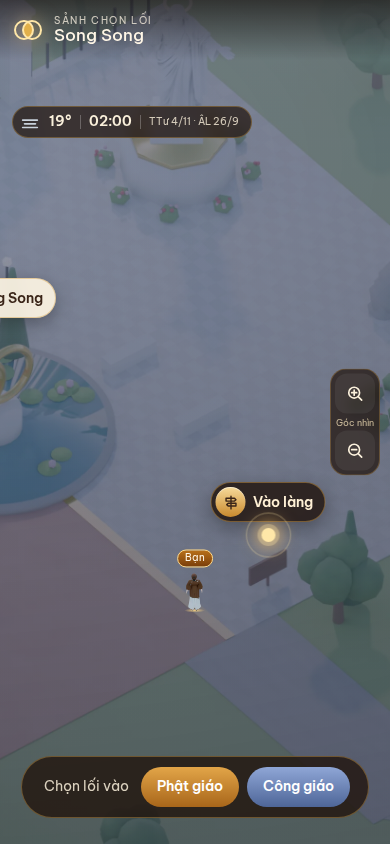 SẢNH CHỌN LỐI
Song Song
19° | 02:00 | TTư 4/11 · ÂL 26/9
g Song
Góc nhìn
Vào làng
Bạn
Chọn lối vào
Phật giáo
Công giáo